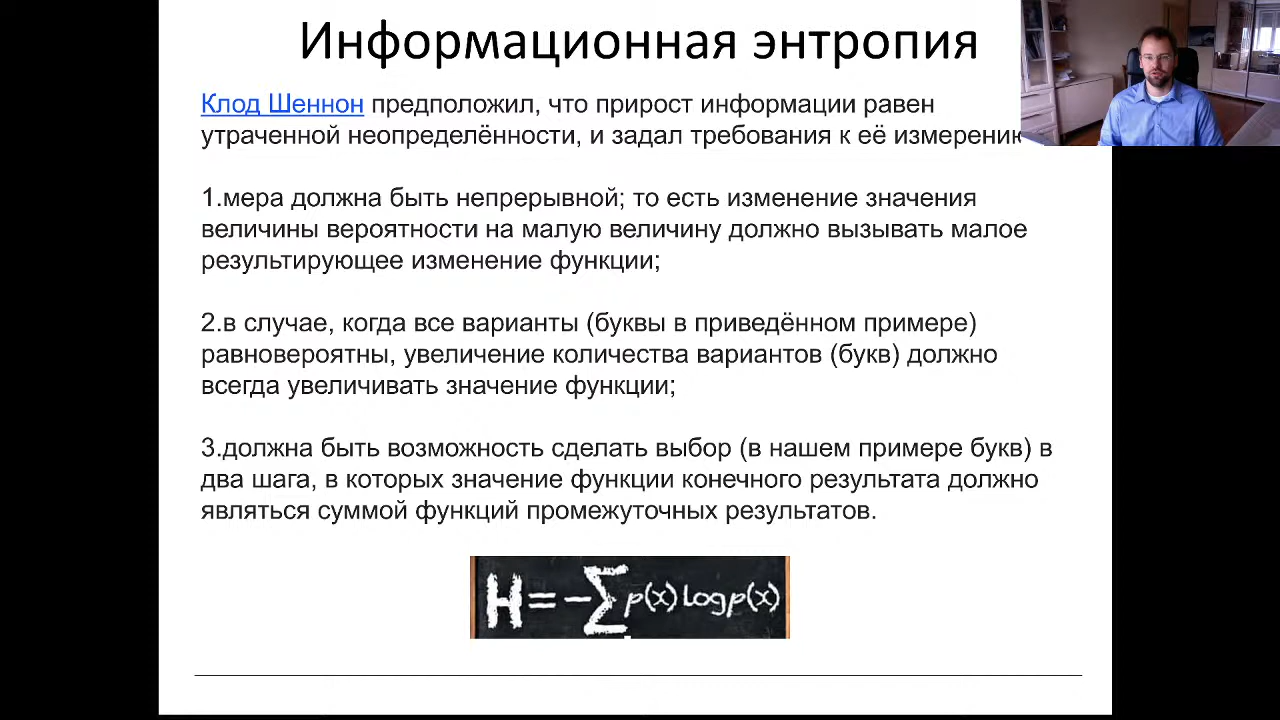 Информационная энтропия
Клод Шеннон предположил, что прирост информации равен
утраченной неопределённости, и задал требования к её
1.мера должна быть непрерывной; то есть изменение значения
величины вероятности на малую величину должно вызывать малое
результирующее изменение функции;
2.в случае, когда все варианты (буквы в приведённом примере)
равновероятны, увеличение количества вариантов (букв) должно
всегда увеличивать значение функции;
3.должна быть возможность сделать выбор (в нашем примере букв) в
два шага, в которых значение функции конечного результата должно
являться суммой функций промежуточных результатов.
H=-∑p(x)logp(x)